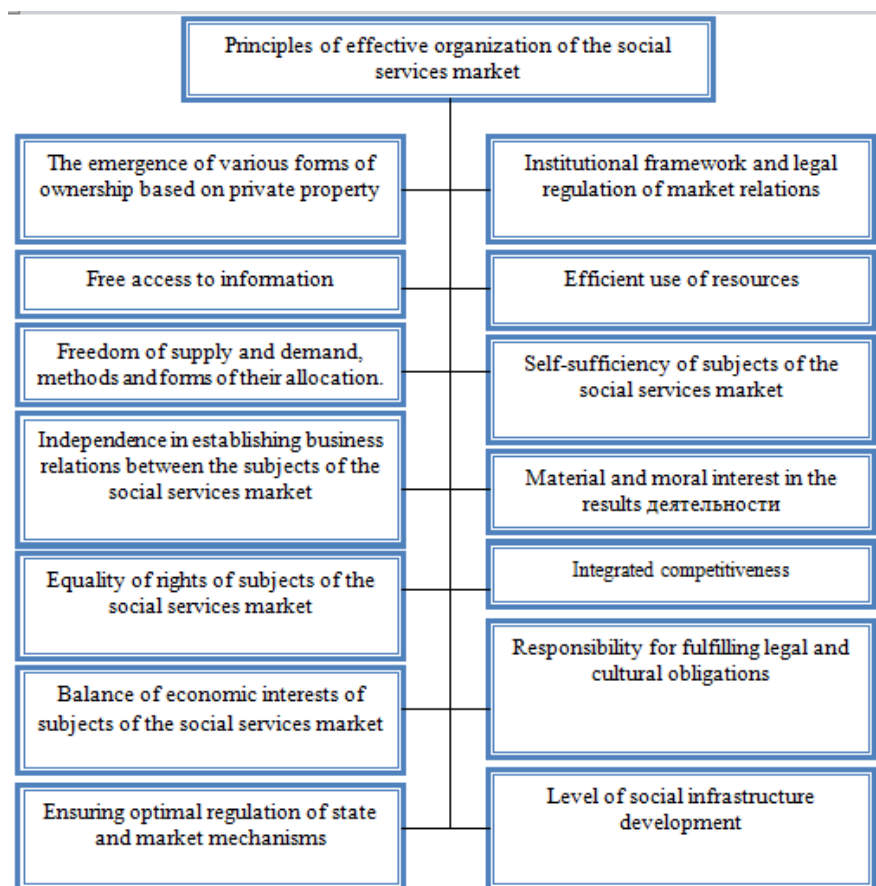 Principles of effective organization of the social
services market
The emergence of various forms of
ownership based on private property
Institutional framework and legal
regulation of market relations
Free access to information
Efficient use of resources
Freedom of supply and demand,
methods and forms of their allocation.
Self-sufficiency of subjects of the
social services market
Independence in establishing business
relations between the subjects of the
social services market
Material and moral interest in the
results деятельности
Equality of rights of subjects of the
social services market
Integrated competitiveness
Balance of economic interests of
subjects of the social services market
Responsibility for fulfilling legal and
cultural obligations
Ensuring optimal regulation of state
and market mechanisms
Level of social infrastructure
development